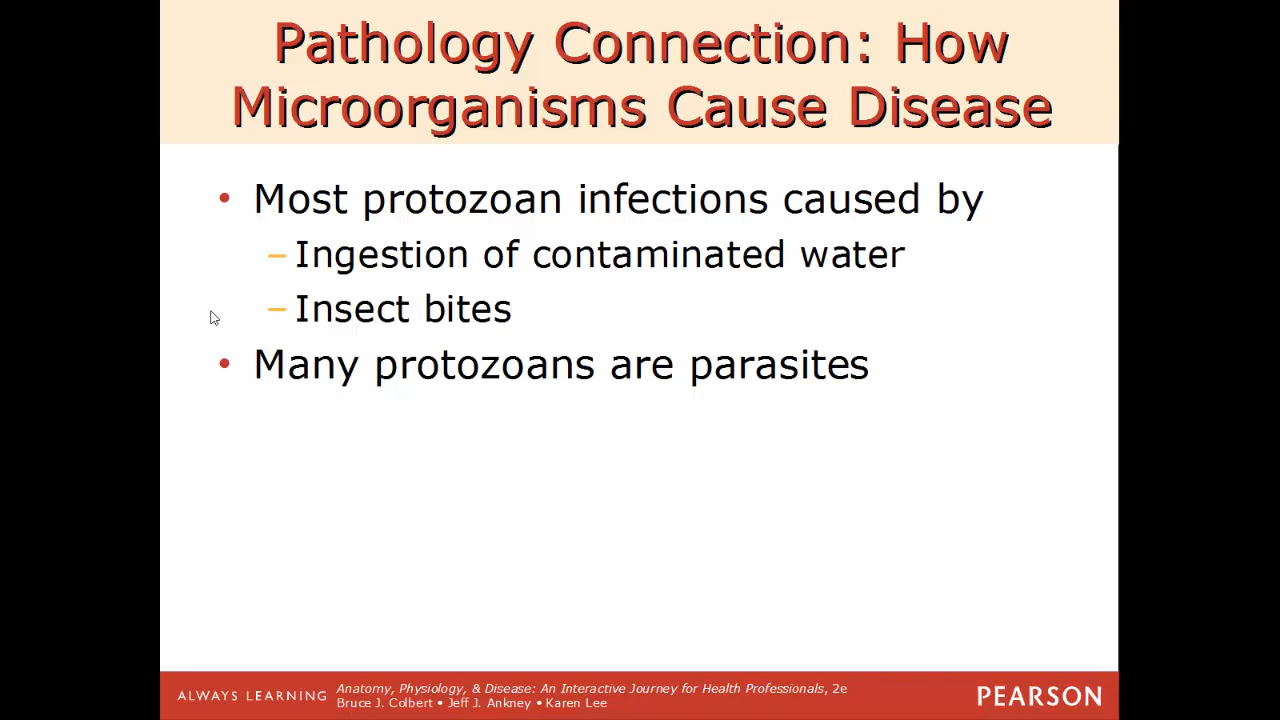 Pathology Connection: How
Microorganisms Cause Disease
• Most protozoan infections caused by
– Ingestion of contaminated water
– Insect bites
• Many protozoans are parasites
ALWAYS LEARNING
Anatomy, Physiology, & Disease: An Interactive Journey for Health Professionals, 2e
Bruce J. Colbert • Jeff J. Ankney • Karen Lee
PEARSON